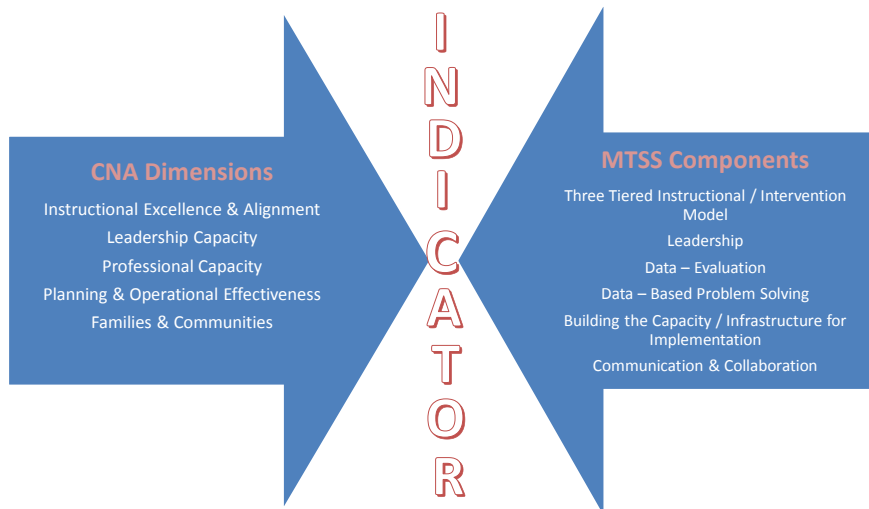 CNA Dimensions
Instructional Excellence & Alignment
Leadership Capacity
Professional Capacity
Planning & Operational Effectiveness
Families & Communities
INDICATOR
MTSS Components
Three Tiered Instructional / Intervention
Model
Leadership
Data – Evaluation
Data – Based Problem Solving
Building the Capacity / Infrastructure for
Implementation
Communication & Collaboration